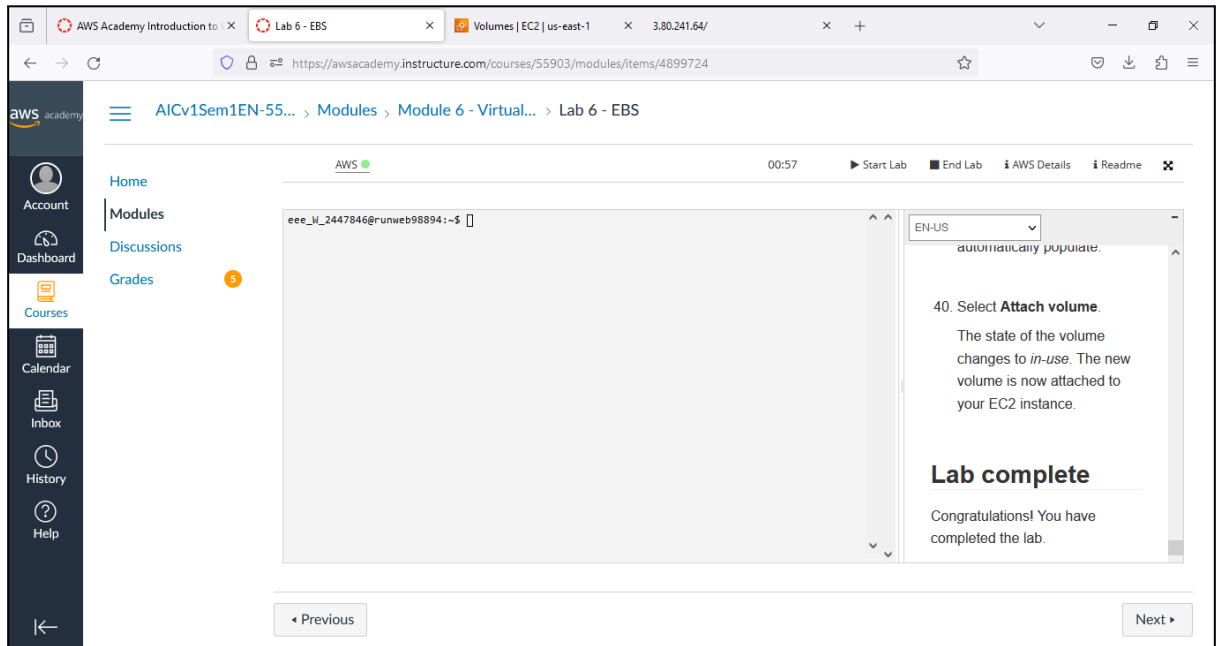 AWS Academy Introduction to C
Lab 6 - EBS
Volumes | EC2 | us-east-1
3.80.241.64/
https://awsacademy.instructure.com/courses/55903/modules/items/4899724
aws academy
AICv1Sem1EN-55... > Modules > Module 6 - Virtual... > Lab 6 - EBS
Account
Dashboard
Courses
Calendar
Inbox
History
Help
Home
Modules
Discussions
Grades 5
AWS
00:57
Start Lab
End Lab
AWS Details
Readme
eee_W_2447846@runweb98894:~$
EN-US
automatically populate.
40. Select Attach volume.
The state of the volume
changes to in-use. The new
volume is now attached to
your EC2 instance.
Lab complete
Congratulations! You have
completed the lab.
Previous
Next